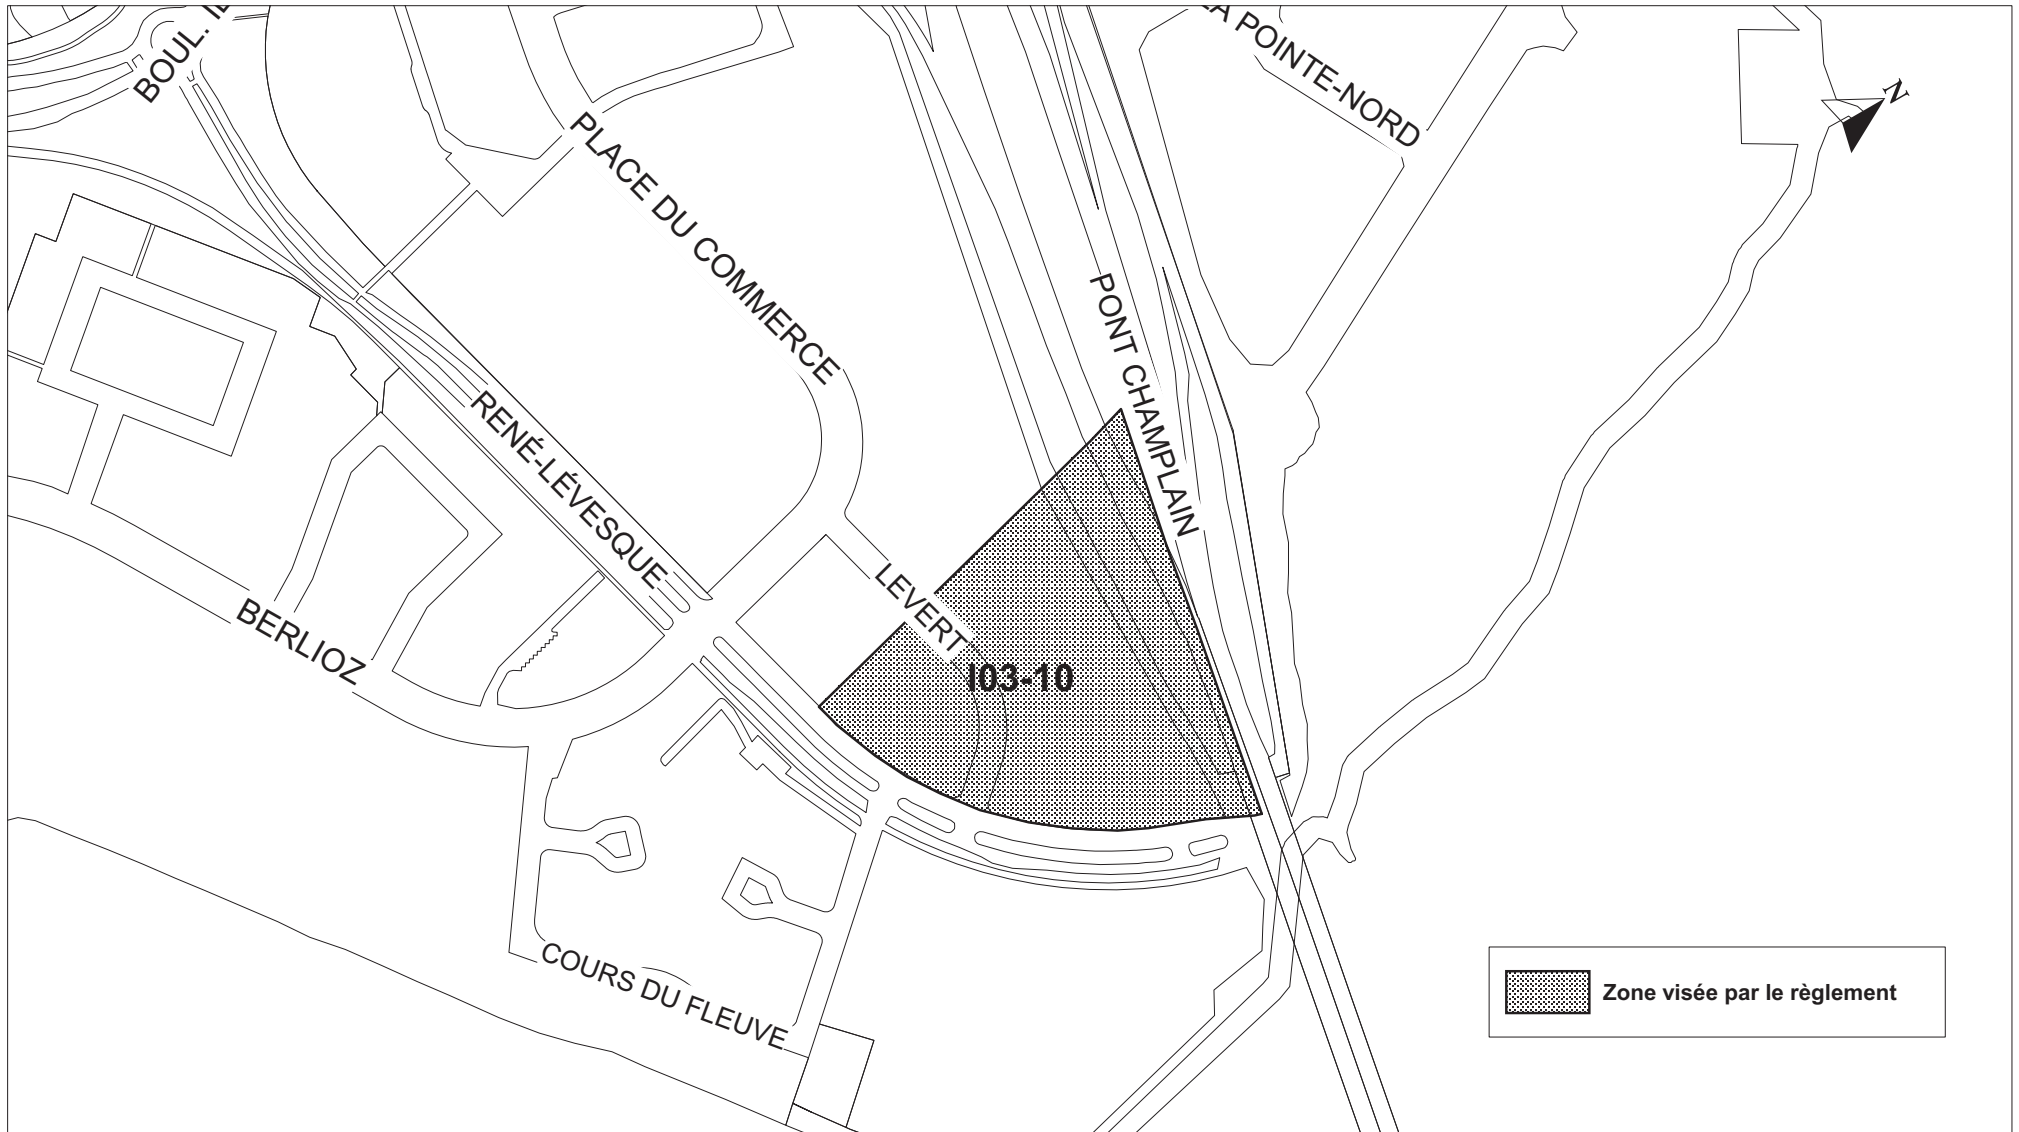 BOUL.
LA POINTE-NORD
N
PLACE DU COMMERCE
PONT CHAMPLAIN
RENÉ-LÉVESQUE
LEVERT
BERLIOZ
I03-10
COURS DU FLEUVE
Zone visée par le règlement